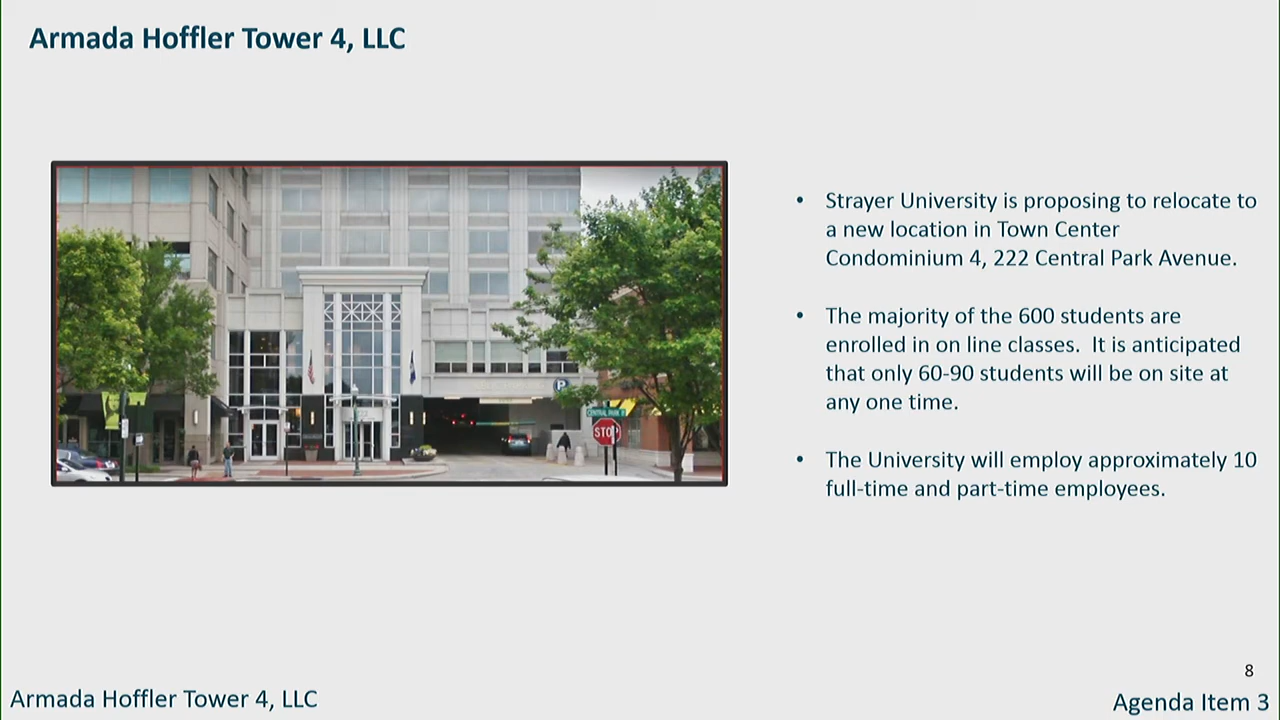 Armada Hoffler Tower 4, LLC
• Strayer University is proposing to relocate to
a new location in Town Center
Condominium 4, 222 Central Park Avenue.
• The majority of the 600 students are
enrolled in on line classes.  It is anticipated
that only 60-90 students will be on site at
any one time.
• The University will employ approximately 10
full-time and part-time employees.
P
CENTRAL PARK
STOP
8
Armada Hoffler Tower 4, LLC
Agenda Item 3